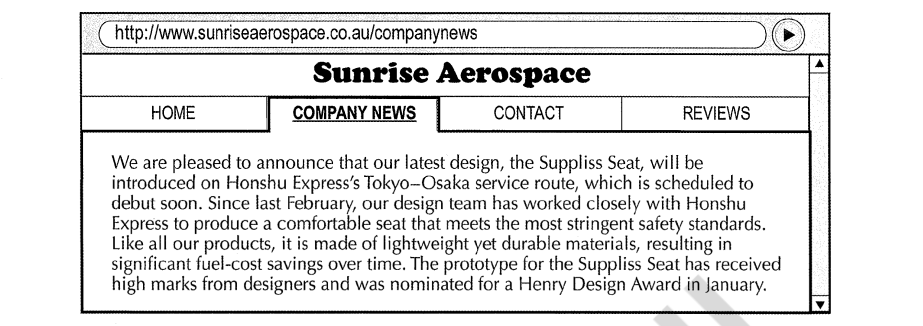 http://www.sunriseaerospace.co.au/companynews
Sunrise Aerospace
HOME COMPANY NEWS CONTACT REVIEWS
We are pleased to announce that our latest design, the Suppliss Seat, will be
introduced on Honshu Express's Tokyo–Osaka service route, which is scheduled to
debut soon. Since last February, our design team has worked closely with Honshu
Express to produce a comfortable seat that meets the most stringent safety standards.
Like all our products, it is made of lightweight yet durable materials, resulting in
significant fuel-cost savings over time. The prototype for the Suppliss Seat has received
high marks from designers and was nominated for a Henry Design Award in January.